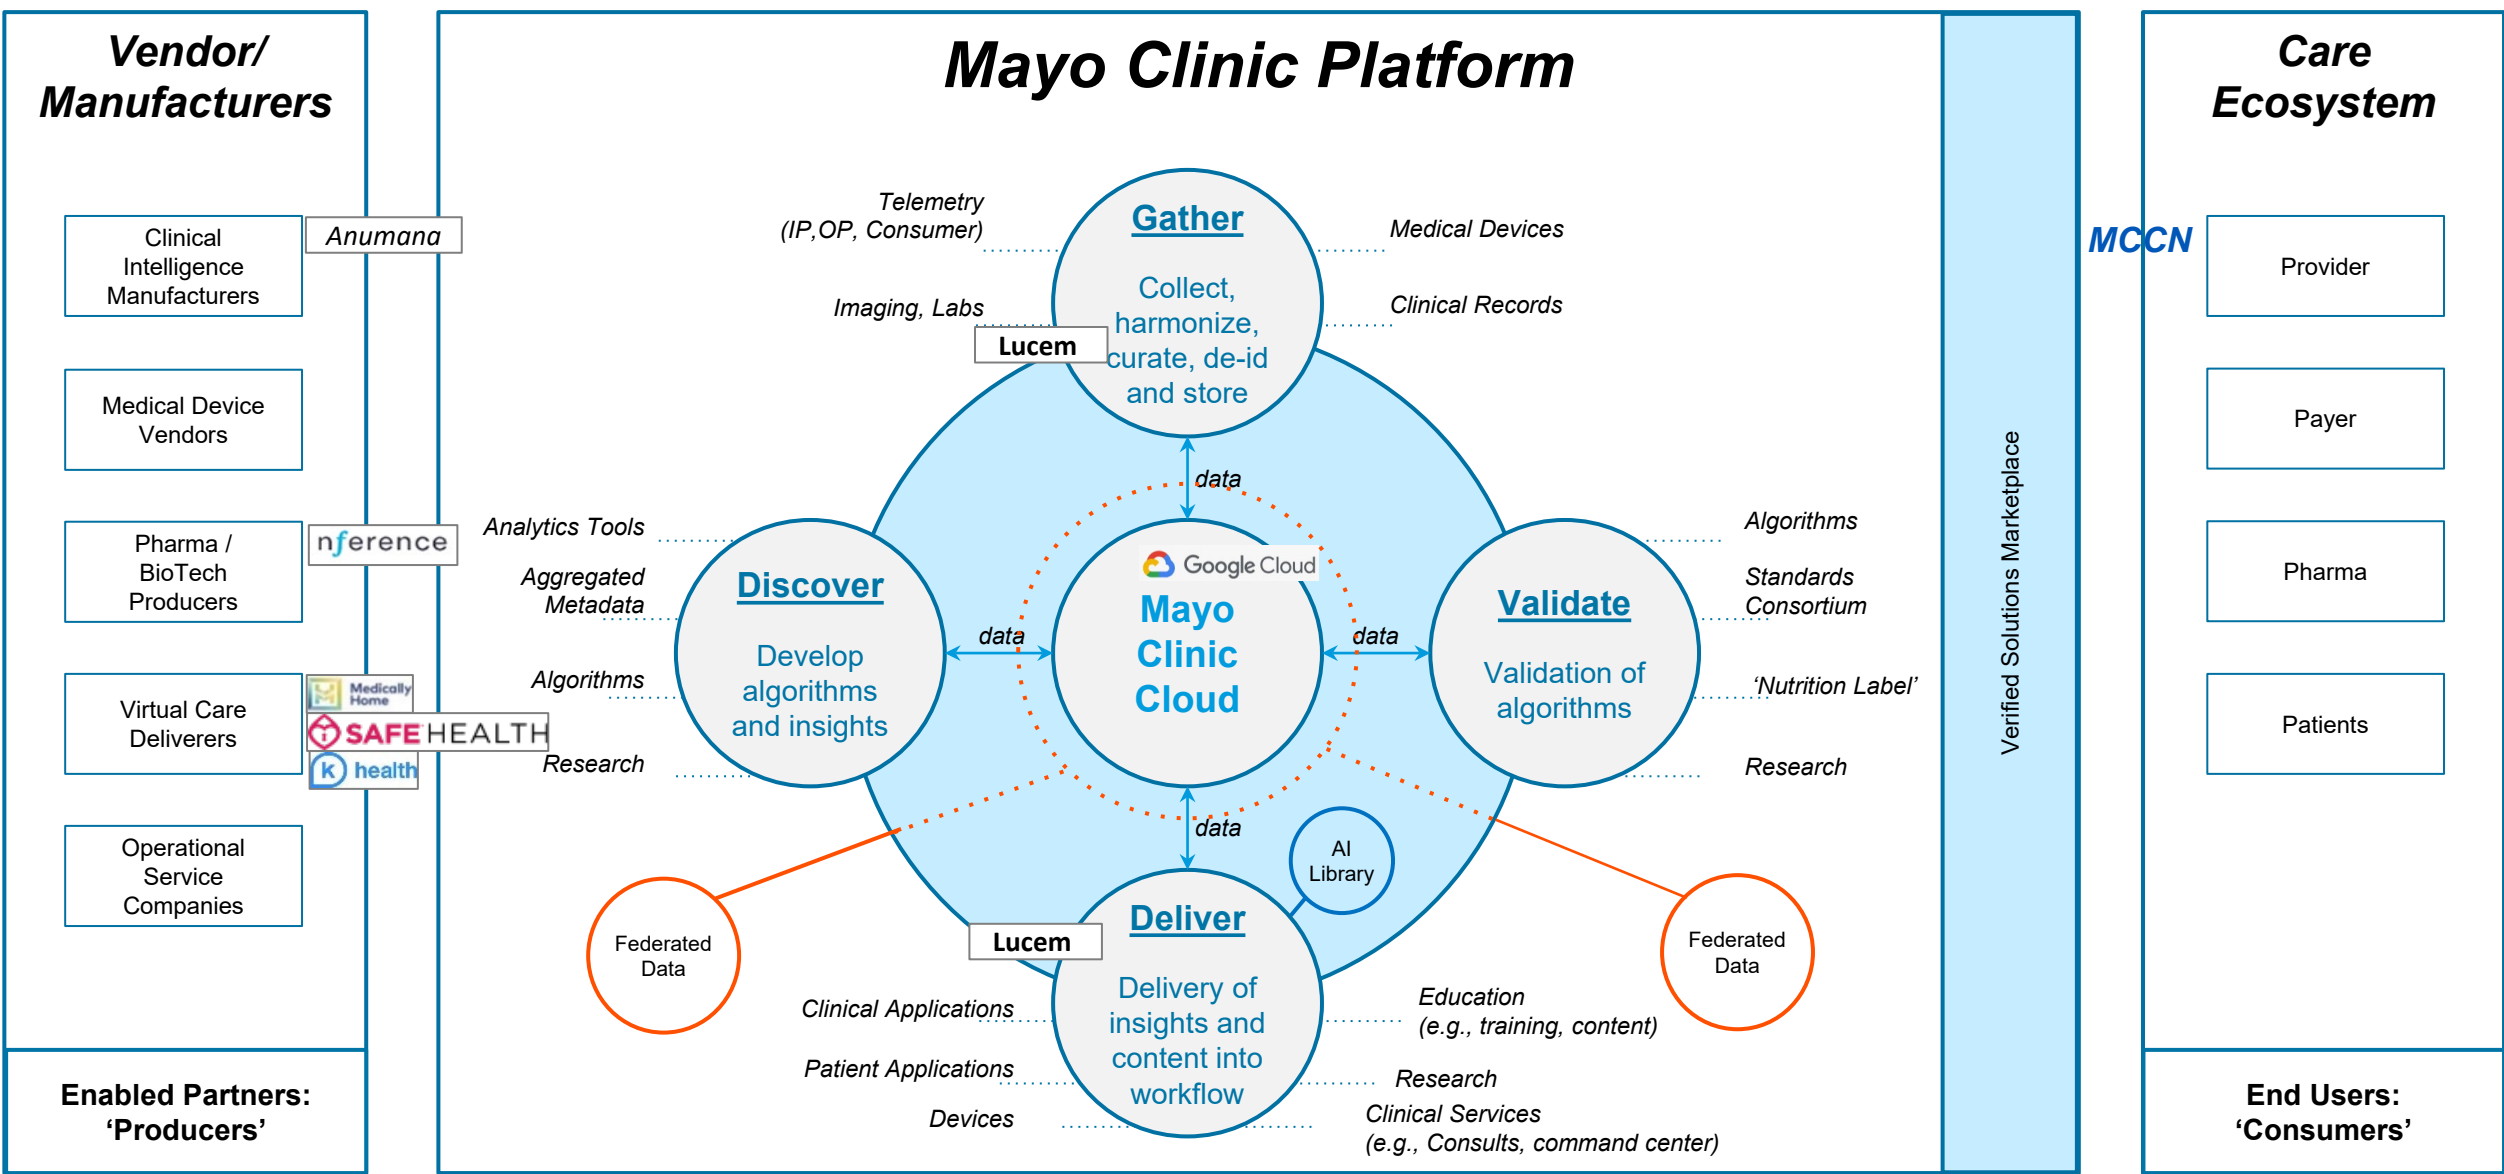 Vendor/
Manufacturers
Clinical
Intelligence
Manufacturers
Anumana
Medical Device
Vendors
Pharma /
BioTech
Producers
nference
Virtual Care
Deliverers
Medically
Home
SAFE HEALTH
k health
Operational
Service
Companies
Enabled Partners:
‘Producers’
Mayo Clinic Platform
Telemetry
(IP,OP, Consumer)
Imaging, Labs
Lucem
Gather
Collect,
harmonize,
curate, de-id
and store
Medical Devices
Clinical Records
data
Analytics Tools
Aggregated
Metadata
Algorithms
Research
Discover
Develop
algorithms
and insights
data
Google Cloud
Mayo
Clinic
Cloud
data
Validate
Validation of
algorithms
Algorithms
Standards
Consortium
‘Nutrition Label’
Research
data
AI
Library
Federated
Data
Federated
Data
Lucem
Deliver
Delivery of
insights and
content into
workflow
Clinical Applications
Patient Applications
Devices
Education
(e.g., training, content)
Research
Clinical Services
(e.g., Consults, command center)
Verified Solutions Marketplace
MCCN
Care
Ecosystem
Provider
Payer
Pharma
Patients
End Users:
‘Consumers’